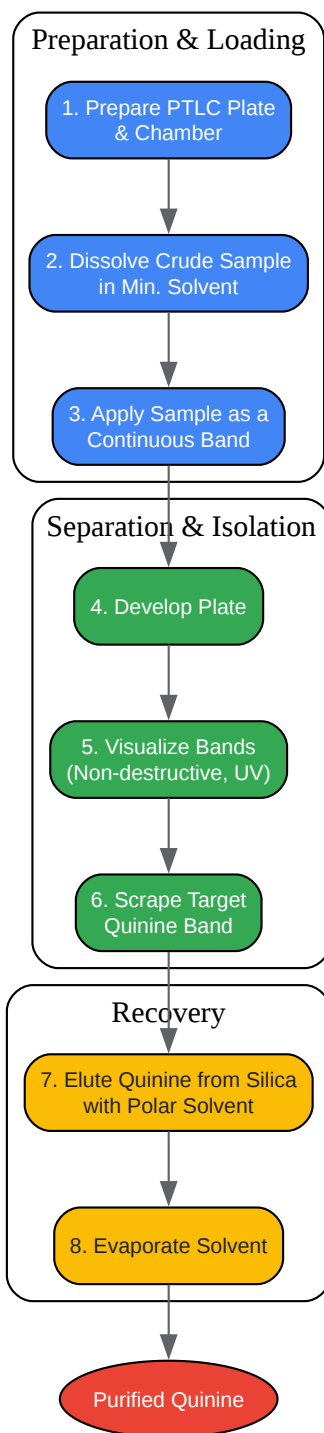 Preparation & Loading
1. Prepare PTLC Plate
& Chamber
2. Dissolve Crude Sample
in Min. Solvent
3. Apply Sample as a
Continuous Band
Separation & Isolation
4. Develop Plate
5. Visualize Bands
(Non-destructive, UV)
6. Scrape Target
Quinine Band
Recovery
7. Elute Quinine from Silica
with Polar Solvent
8. Evaporate Solvent
Purified Quinine